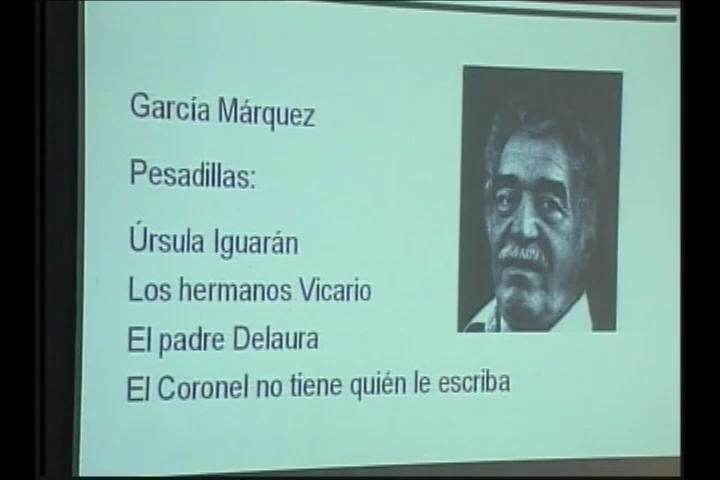 García Márquez
Pesadillas:
Úrsula Iguarán
Los hermanos Vicario
El padre Delaura
El Coronel no tiene quién le escriba